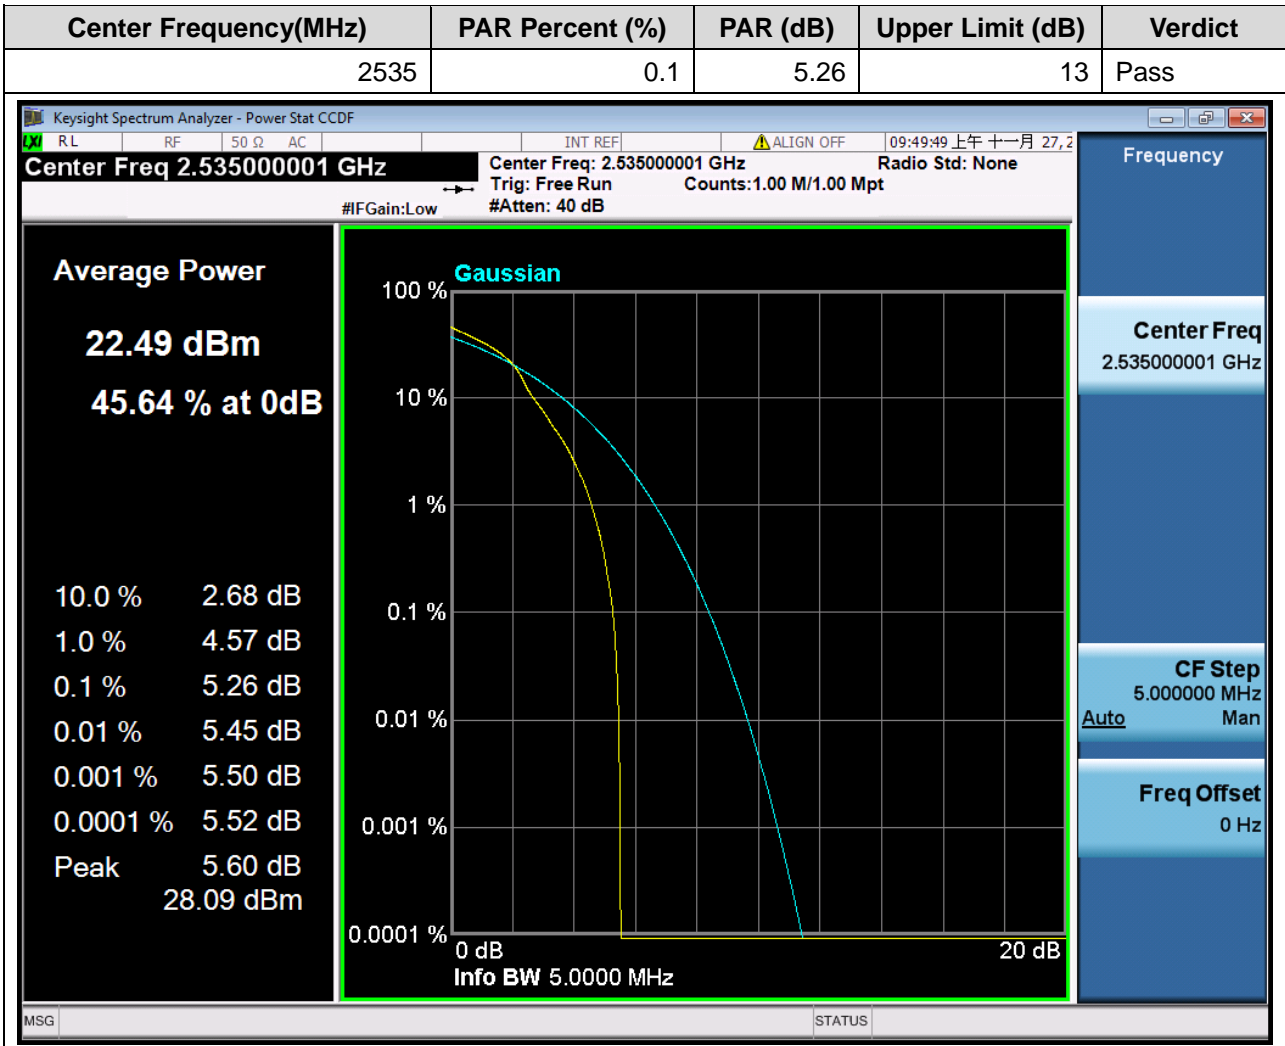 Center Frequency(MHz) PAR Percent (%) PAR (dB) Upper Limit (dB) Verdict
2535 0.1 5.26 13 Pass
Keysight Spectrum Analyzer - Power Stat CCDF
LXI RL RF 50 Ω AC INT REF ALIGN OFF 09:49:49 上午 十一月 27, 2
Center Freq 2.535000001 GHz
#IFGain:Low
Center Freq: 2.535000001 GHz Radio Std: None
Trig: Free Run Counts:1.00 M/1.00 Mpt
#Atten: 40 dB
Average Power
22.49 dBm
45.64 % at 0dB
10.0 % 2.68 dB
1.0 % 4.57 dB
0.1 % 5.26 dB
0.01 % 5.45 dB
0.001 % 5.50 dB
0.0001 % 5.52 dB
Peak 5.60 dB
28.09 dBm
Gaussian
100 %
10 %
1 %
0.1 %
0.01 %
0.001 %
0.0001 %
0 dB 20 dB
Info BW 5.0000 MHz
Frequency
Center Freq
2.535000001 GHz
CF Step
5.000000 MHz
Auto Man
Freq Offset
0 Hz
MSG STATUS